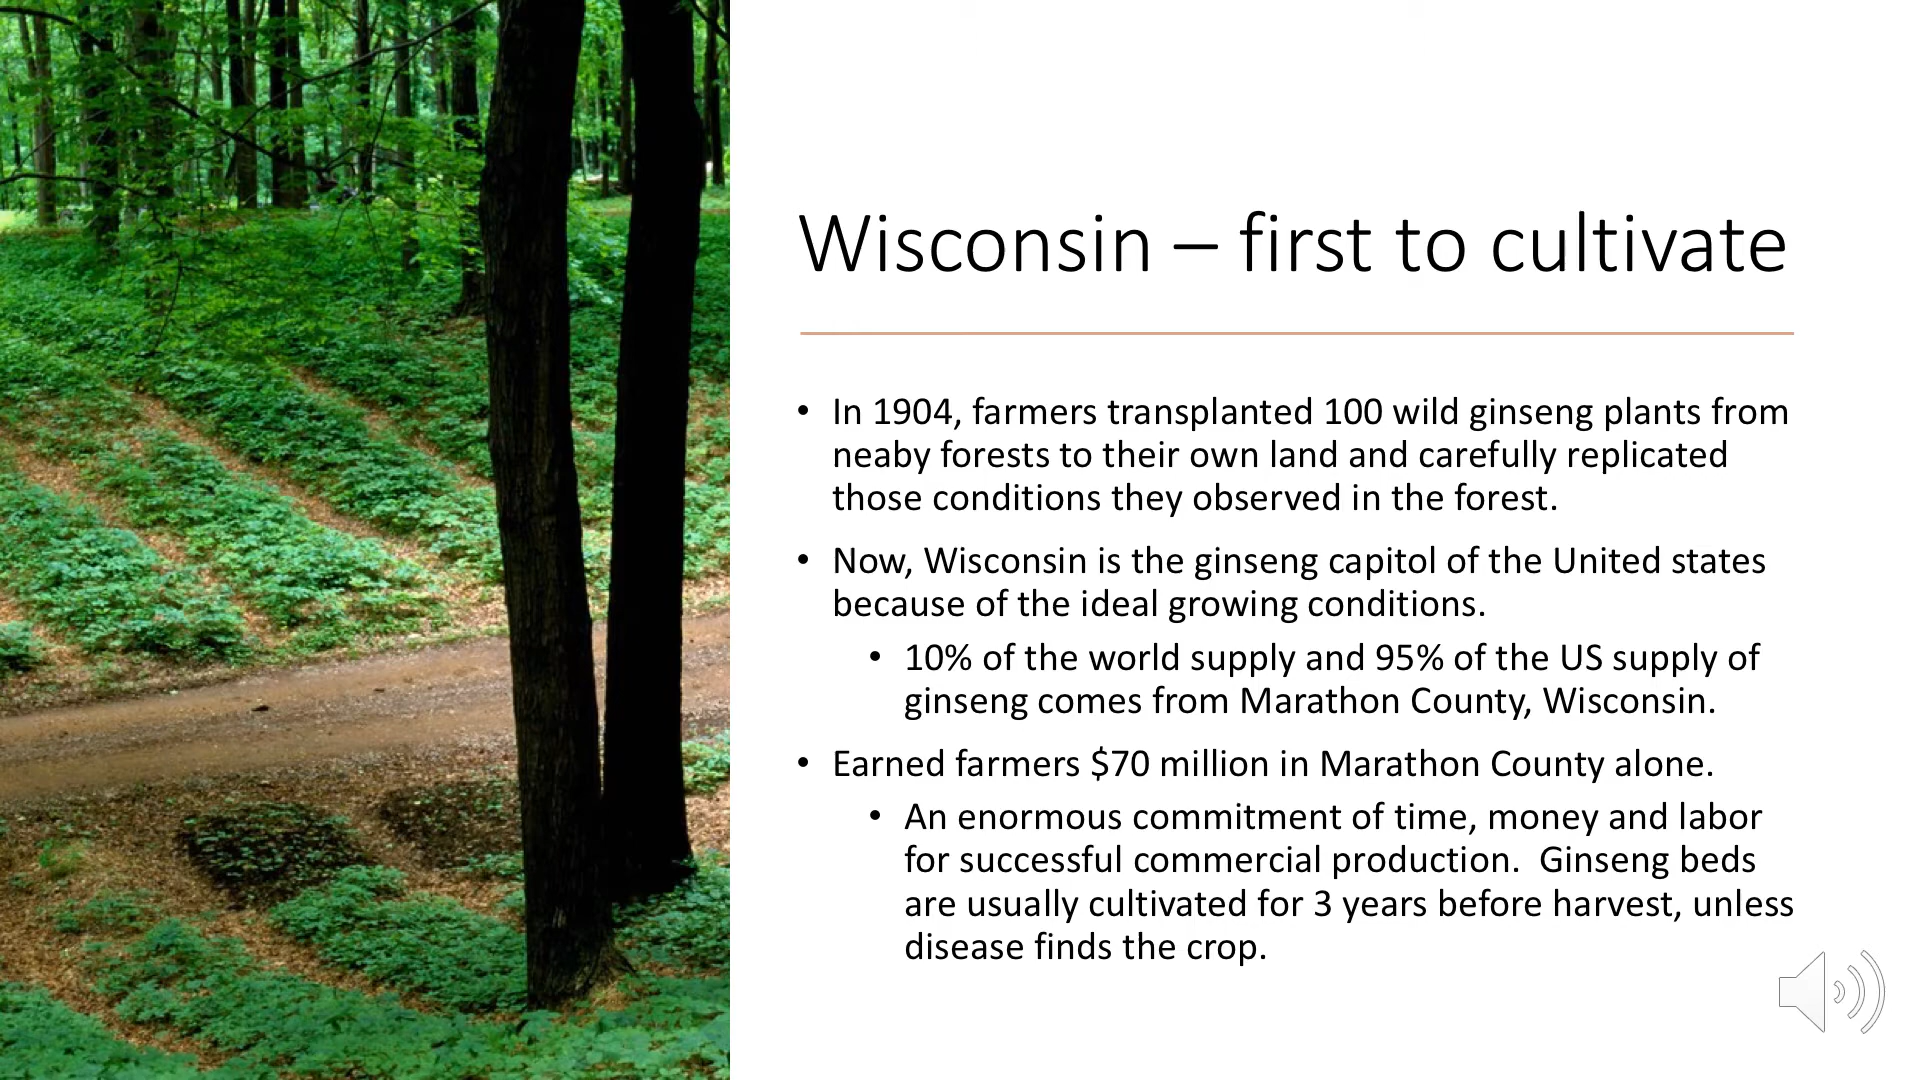 Wisconsin – first to cultivate
• In 1904, farmers transplanted 100 wild ginseng plants from
neaby forests to their own land and carefully replicated
those conditions they observed in the forest.
• Now, Wisconsin is the ginseng capitol of the United states
because of the ideal growing conditions.
• 10% of the world supply and 95% of the US supply of
ginseng comes from Marathon County, Wisconsin.
• Earned farmers $70 million in Marathon County alone.
• An enormous commitment of time, money and labor
for successful commercial production.  Ginseng beds
are usually cultivated for 3 years before harvest, unless
disease finds the crop.